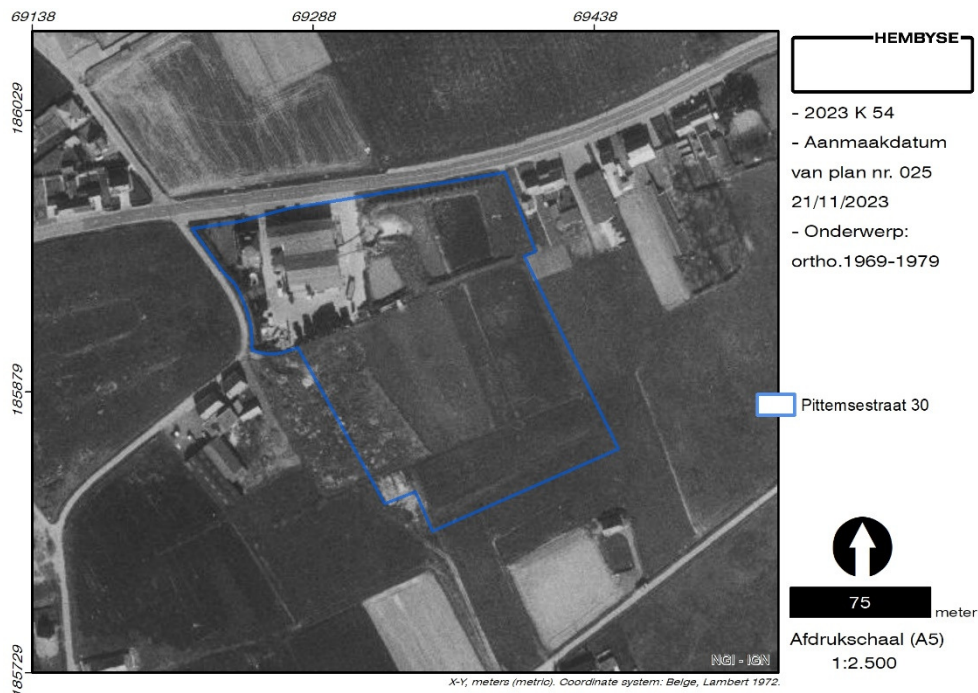 69138
69288
69438
186029
185879
185729
HEMBYSE
- 2023 K 54
- Aanmaakdatum
van plan nr. 025
21/11/2023
- Onderwerp:
ortho.1969-1979
Pittemsestraat 30
75 meter
Afdrukschaal (A5)
1:2.500
NGI - IGN
X-Y, meters (metric). Coordinate system: Belge, Lambert 1972.